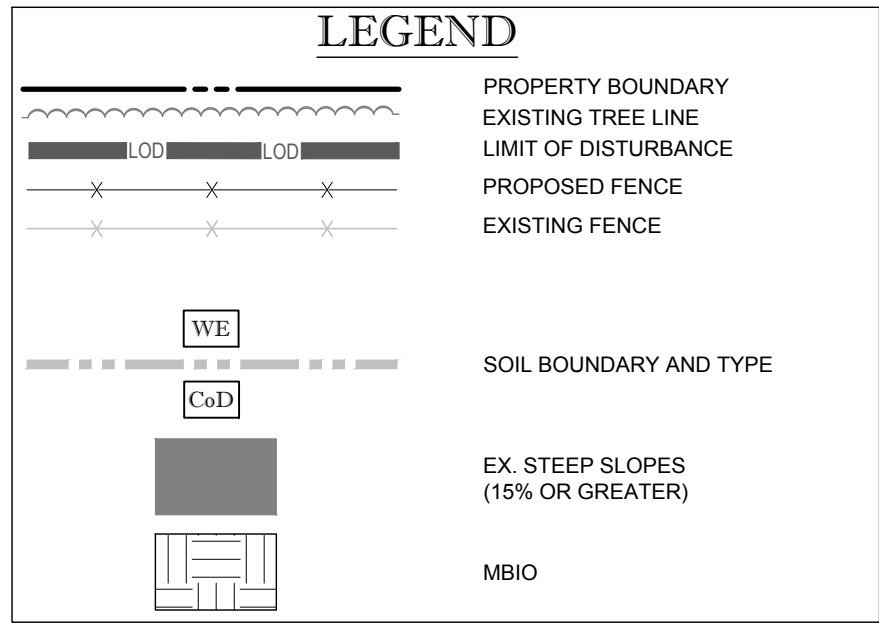 LEGEND
PROPERTY BOUNDARY
EXISTING TREE LINE
LOD LOD LIMIT OF DISTURBANCE
PROPOSED FENCE
EXISTING FENCE
WE
SOIL BOUNDARY AND TYPE
CoD
EX. STEEP SLOPES
(15% OR GREATER)
MBIO